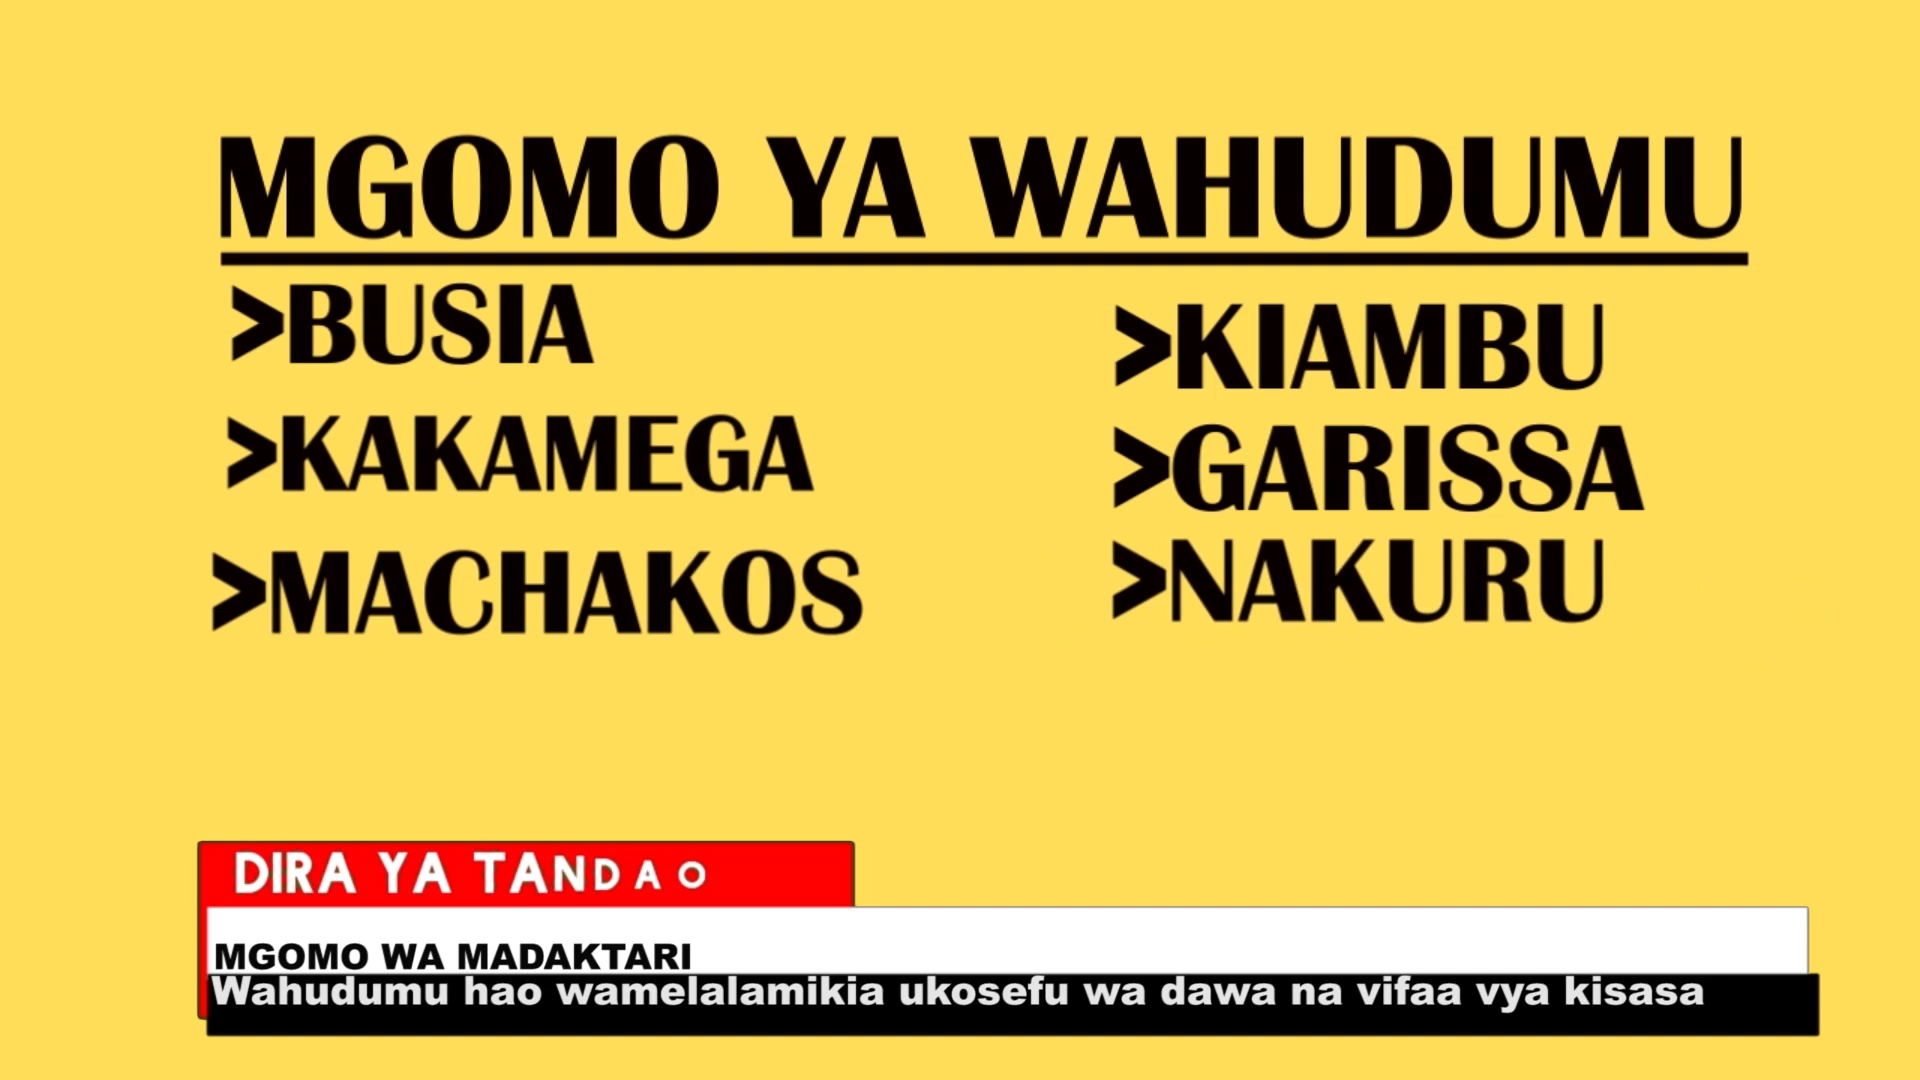 MGOMO YA WAHUDUMU
>BUSIA
>KAKAMEGA
>MACHAKOS
>KIAMBU
>GARISSA
>NAKURU
DIRA YA TANDAO
MGOMO WA MADAKTARI
Wahudumu hao wamelalamikia ukosefu wa dawa na vifaa vya kisasa